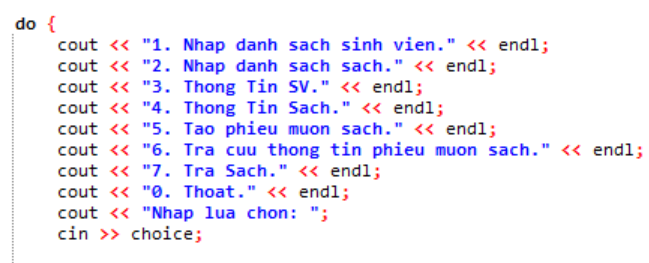 do {
cout << "1. Nhap danh sach sinh vien." << endl;
cout << "2. Nhap danh sach sach." << endl;
cout << "3. Thong Tin SV." << endl;
cout << "4. Thong Tin Sach." << endl;
cout << "5. Tao phieu muon sach." << endl;
cout << "6. Tra cuu thong tin phieu muon sach." << endl;
cout << "7. Tra Sach." << endl;
cout << "0. Thoat." << endl;
cout << "Nhap lua chon: ";
cin >> choice;